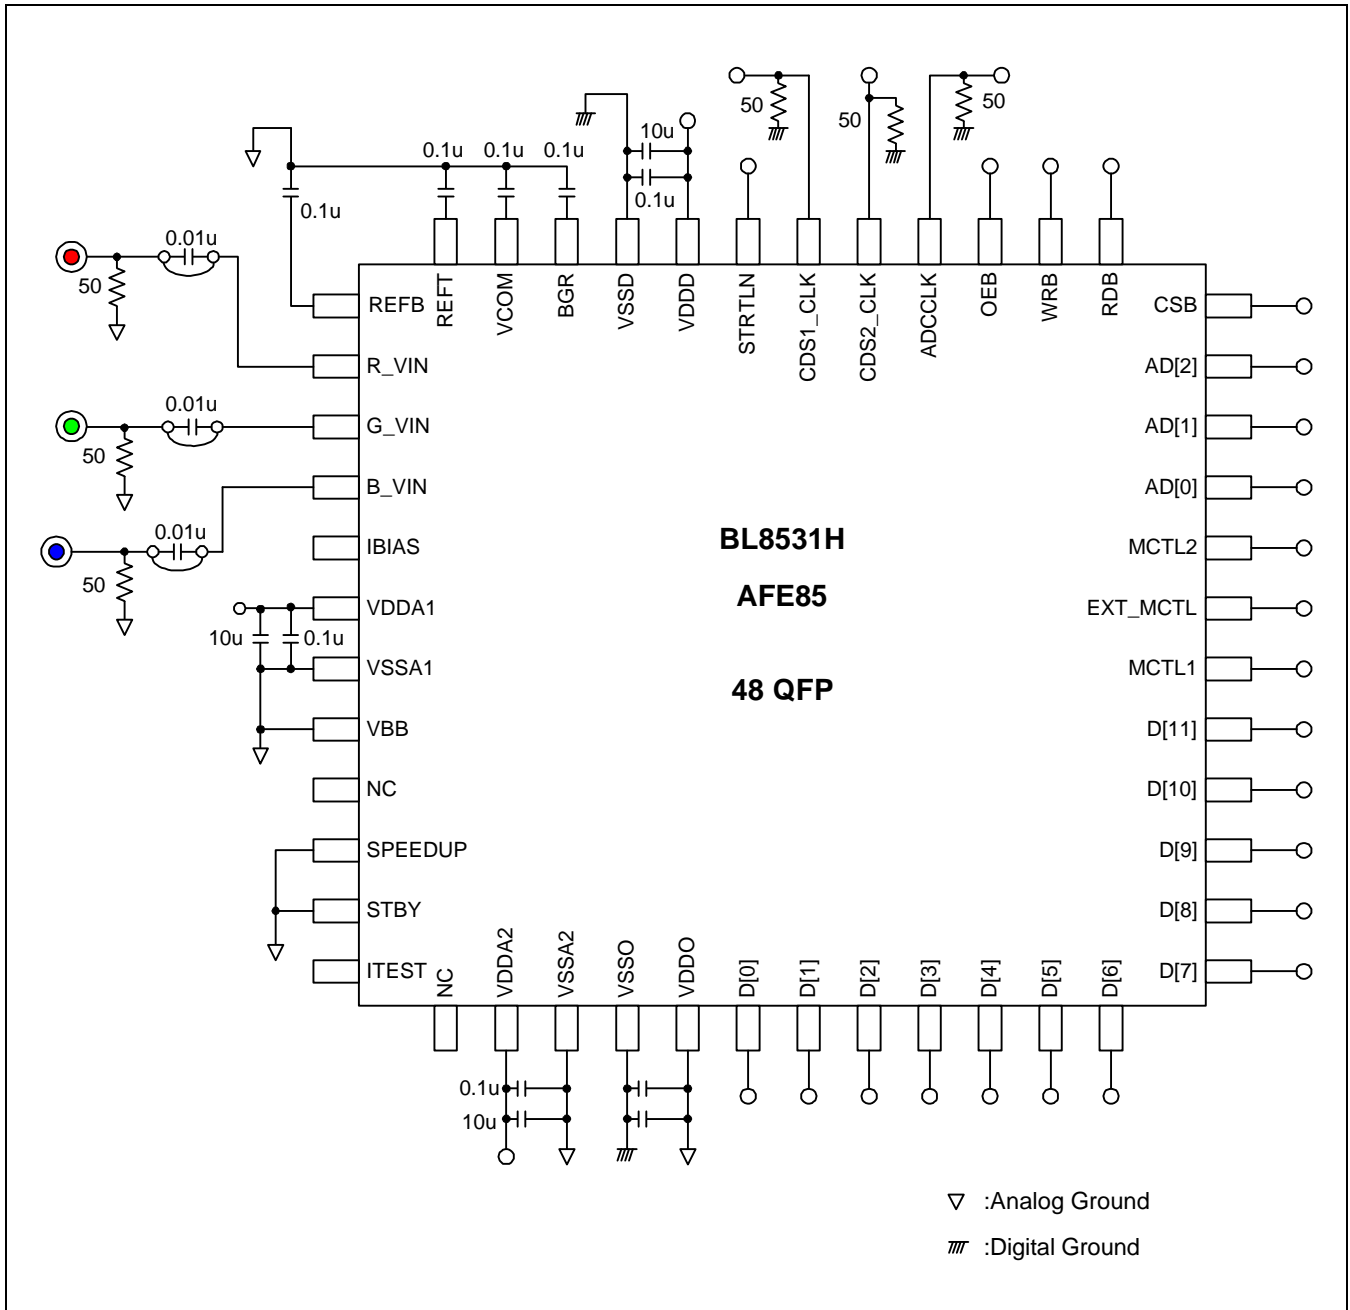 50
50
50
10u
0.1u
0.1u
0.1u
0.1u
0.1u
0.01u
50
REFB
REFT
VCOM
BGR
VSSD
VDDD
STRTLN
CDS1_CLK
CDS2_CLK
ADCCLK
OEB
WRB
RDB
CSB
R_VIN
AD[2]
0.01u
G_VIN
AD[1]
50
B_VIN
AD[0]
0.01u
IBIAS
BL8531H
MCTL2
50
AFE85
VDDA1
EXT_MCTL
10u
0.1u
VSSA1
48 QFP
MCTL1
VBB
D[11]
NC
D[10]
SPEEDUP
D[9]
STBY
D[8]
ITEST
NC
VDDA2
VSSA2
VSSO
VDDO
D[0]
D[1]
D[2]
D[3]
D[4]
D[5]
D[6]
D[7]
0.1u
10u
:Analog Ground
:Digital Ground